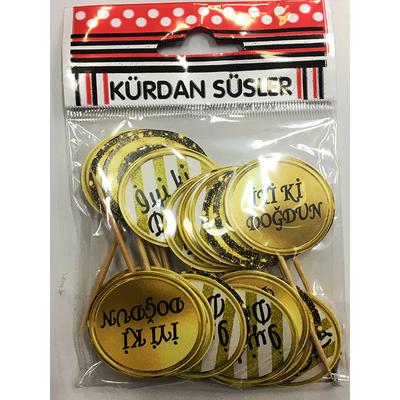 KÜRDAN SÜSLER
İYİ Kİ
DOĞDUN
İYİ Kİ
DOĞDUN